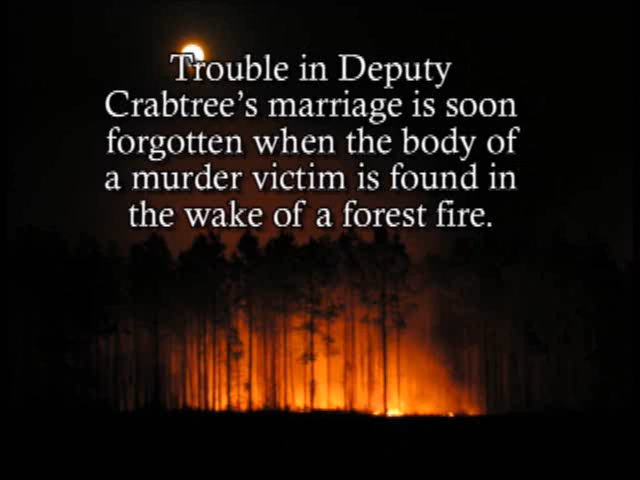 Trouble in Deputy
Crabtree's marriage is soon
forgotten when the body of
a murder victim is found in
the wake of a forest fire.